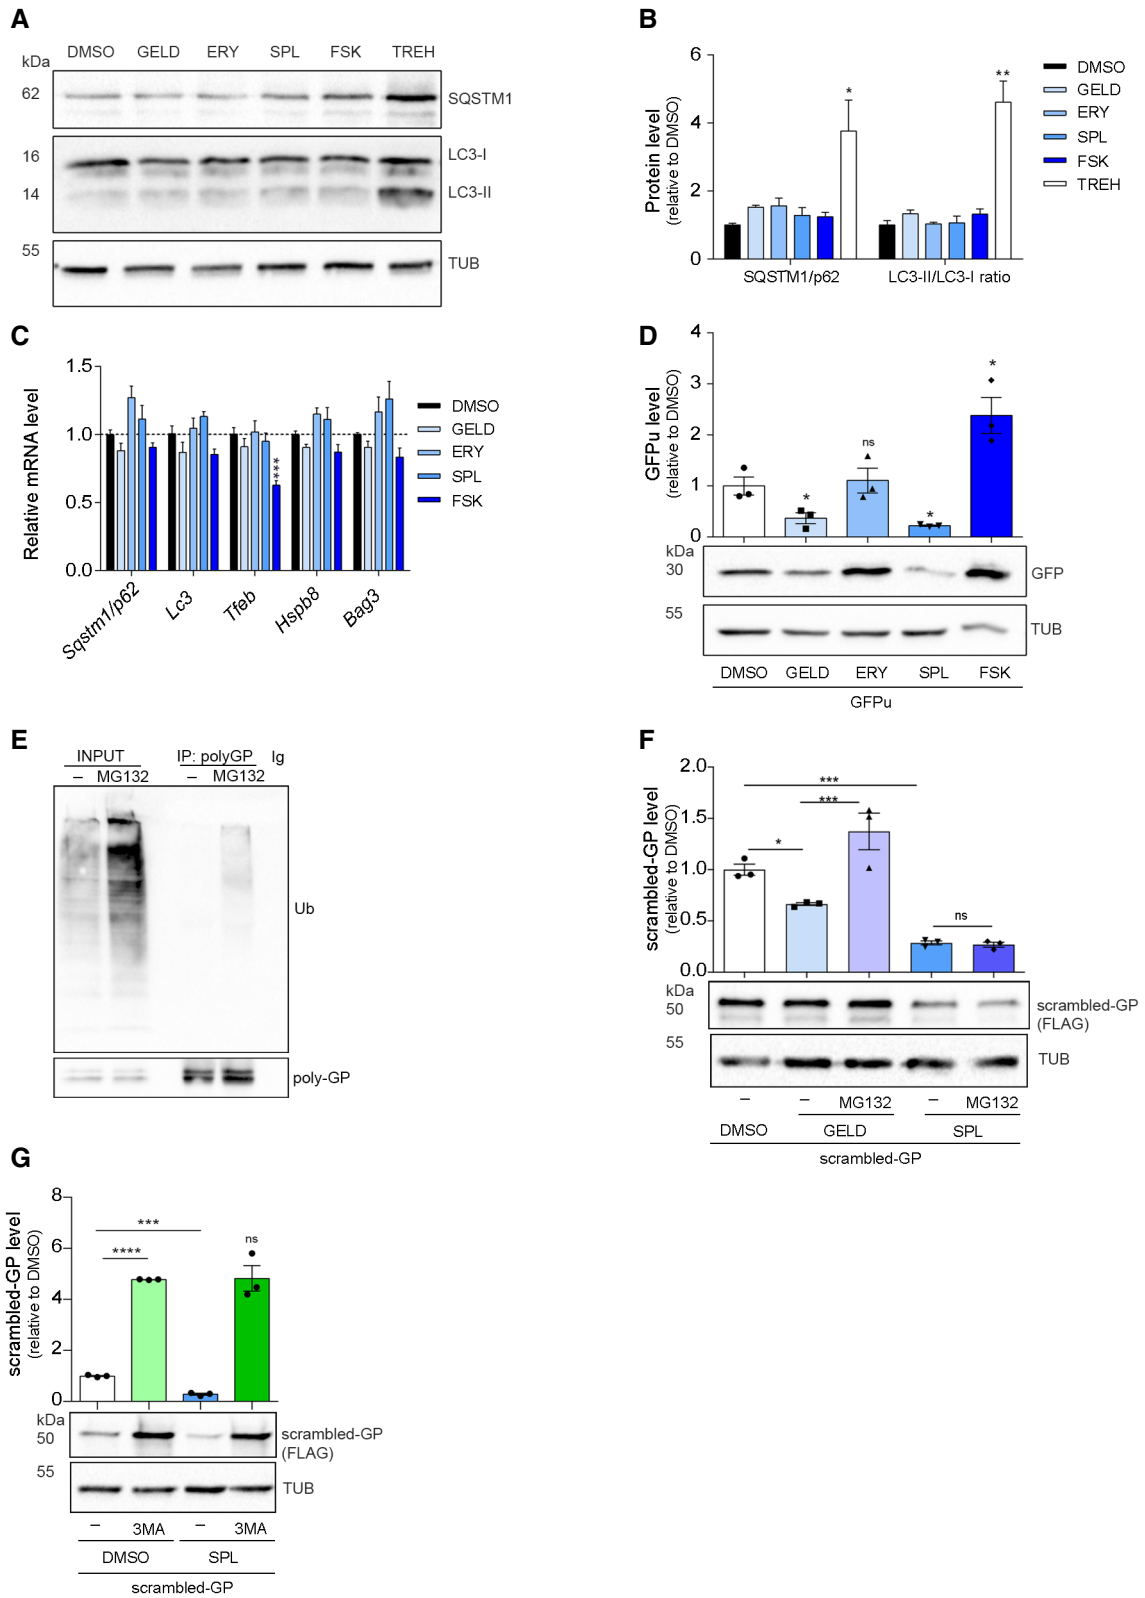 A
kDa
DMSO GELD ERY SPL FSK TREH
62
SQSTM1
16
LC3-I
14
LC3-II
55
TUB
B
Protein level
(relative to DMSO)
6
4
2
0
*
**
SQSTM1/p62
LC3-II/LC3-I ratio
DMSO
GELD
ERY
SPL
FSK
TREH
C
Relative mRNA level
1.5
1.0
0.5
0.0
***
Sqstm1/p62
Lc3
Tfeb
Hspb8
Bag3
DMSO
GELD
ERY
SPL
FSK
D
GFPu level
(relative to DMSO)
4
3
2
1
0
*
ns
*
*
kDa
30
GFP
55
TUB
DMSO GELD ERY SPL FSK
GFPu
E
INPUT IP: polyGP Ig
– MG132 – MG132
Ub
poly-GP
F
scrambled-GP level
(relative to DMSO)
2.0
1.5
1.0
0.5
0.0
***
***
*
ns
kDa
50
scrambled-GP
(FLAG)
55
TUB
– – MG132 – MG132
DMSO GELD SPL
scrambled-GP
G
scrambled-GP level
(relative to DMSO)
8
6
4
2
0
***
****
ns
kDa
50
scrambled-GP
(FLAG)
55
TUB
– 3MA – 3MA
DMSO SPL
scrambled-GP